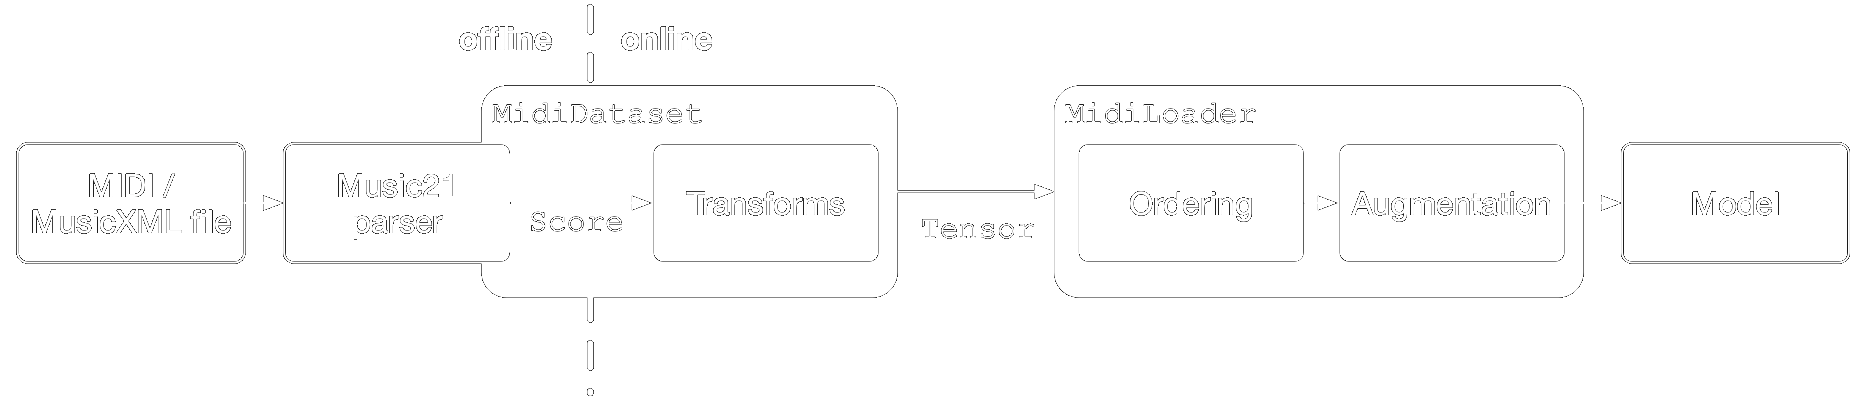 offline
online
MidiDataset
MidiLoader
MIDI /
MusicXML file
Music21
parser
Score
Transforms
Tensor
Ordering
Augmentation
Model